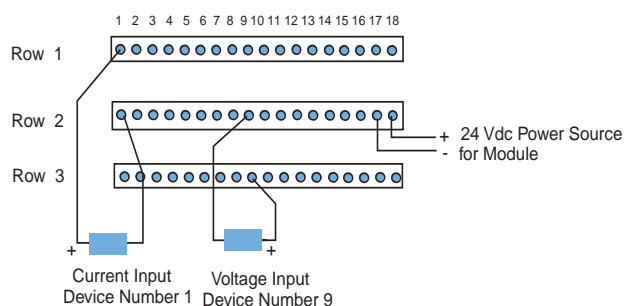 1 2 3 4 5 6 7 8 9 10 11 12 13 14 15 16 17 18
Row 1
Row 2
+ 24 Vdc Power Source
- for Module
Row 3
+
- +
Current Input
Device Number 1
Voltage Input
Device Number 9